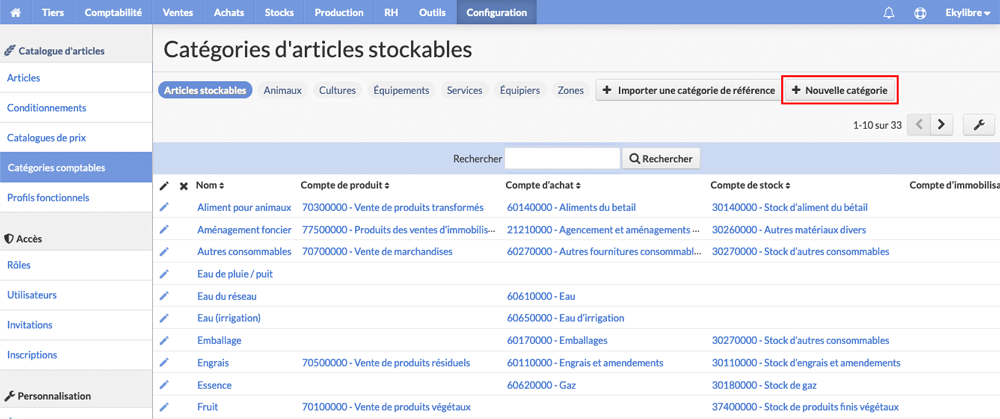 Tiers Comptabilité Ventes Achats Stocks Production RH Outils Configuration Ekylibre
Catalogue d'articles
Articles
Conditionnements
Catalogues de prix
Catégories comptables
Profils fonctionnels
Accès
Rôles
Utilisateurs
Invitations
Inscriptions
Personnalisation
Catégories d'articles stockables
Articles stockables Animaux Cultures Équipements Services Équipiers Zones + Importer une catégorie de référence + Nouvelle catégorie
1-10 sur 33
Rechercher Rechercher
Nom Compte de produit Compte d'achat Compte de stock Compte d'immobilis
Aliment pour animaux 70300000 - Vente de produits transformés 60140000 - Aliments du betail 30140000 - Stock d'aliment du bétail
Aménagement foncier 77500000 - Produits des ventes d'immobilis... 21210000 - Agencement et aménagements ... 30260000 - Autres matériaux divers
Autres consommables 70700000 - Vente de marchandises 60270000 - Autres fournitures consommabl... 30270000 - Stock d'autres consommables
Eau de pluie / puit
Eau du réseau 60610000 - Eau
Eau (irrigation) 60650000 - Eau d'irrigation
Emballage 60170000 - Emballages 30270000 - Stock d'autres consommables
Engrais 70500000 - Vente de produits résiduels 60110000 - Engrais et amendements 30110000 - Stock d'engrais et amendements
Essence 60620000 - Gaz 30180000 - Stock de gaz
Fruit 70100000 - Vente de produits végétaux 37400000 - Stock de produits finis végétaux